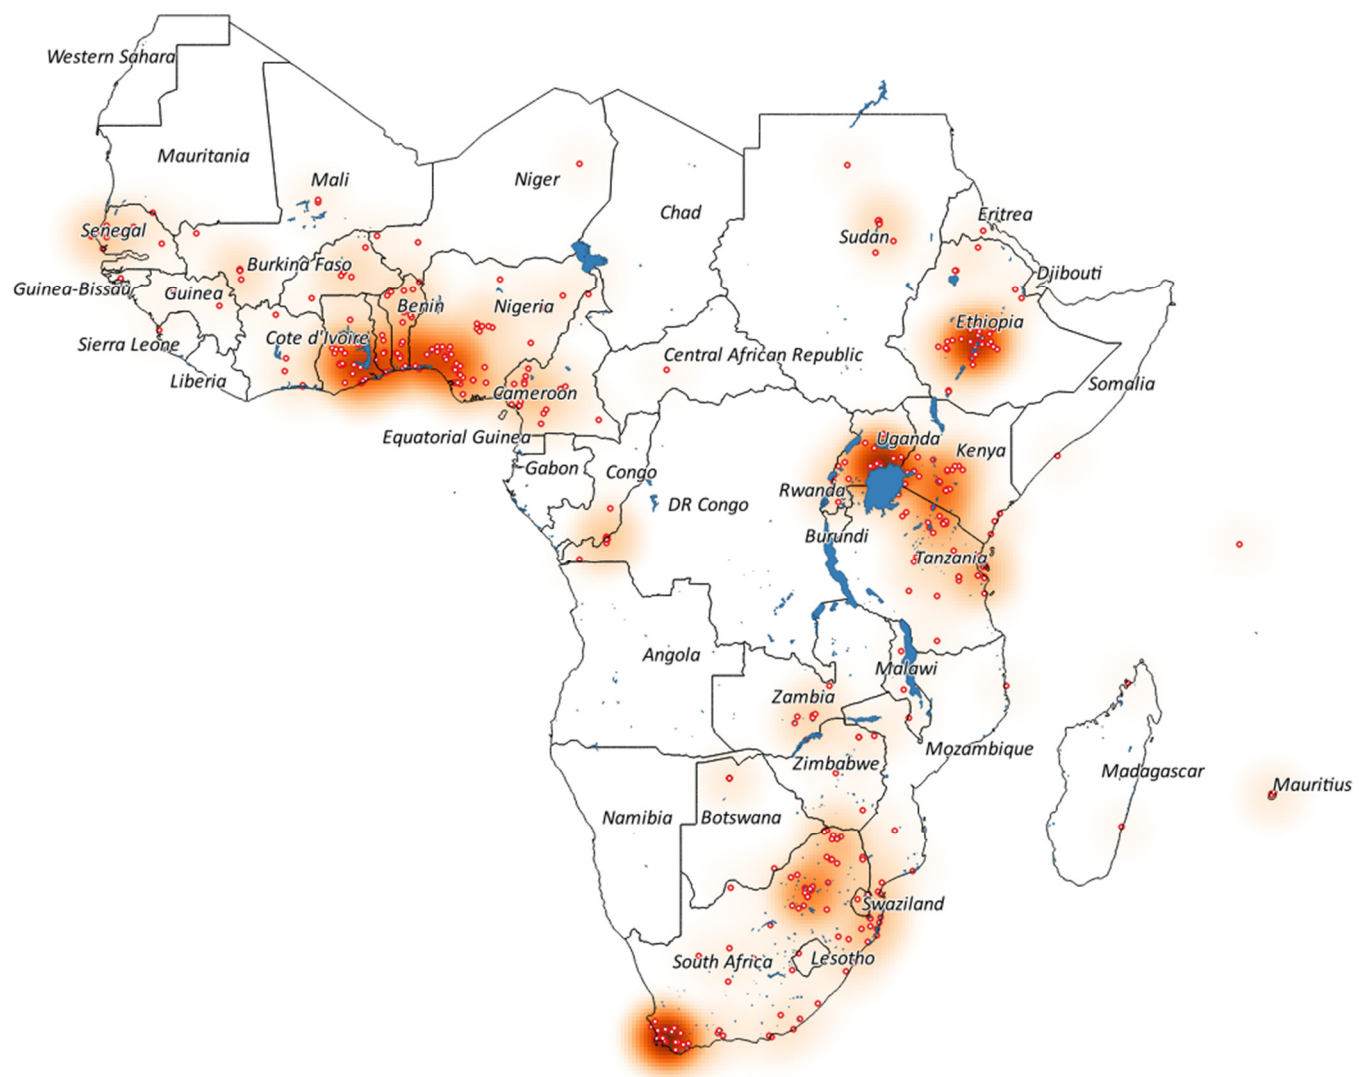 Western Sahara
Mauritania
Mali
Niger
Chad
Sudan
Eritrea
Senegal
Burkina Faso
Djibouti
Guinea-Bissau
Guinea
Benin
Nigeria
Ethiopia
Sierra Leone
Cote d'Ivoire
Central African Republic
Liberia
Cameroon
Somalia
Equatorial Guinea
Uganda
Kenya
Gabon
Congo
Rwanda
DR Congo
Burundi
Tanzania
Angola
Malawi
Zambia
Mozambique
Zimbabwe
Madagascar
Mauritius
Namibia
Botswana
Swaziland
South Africa
Lesotho